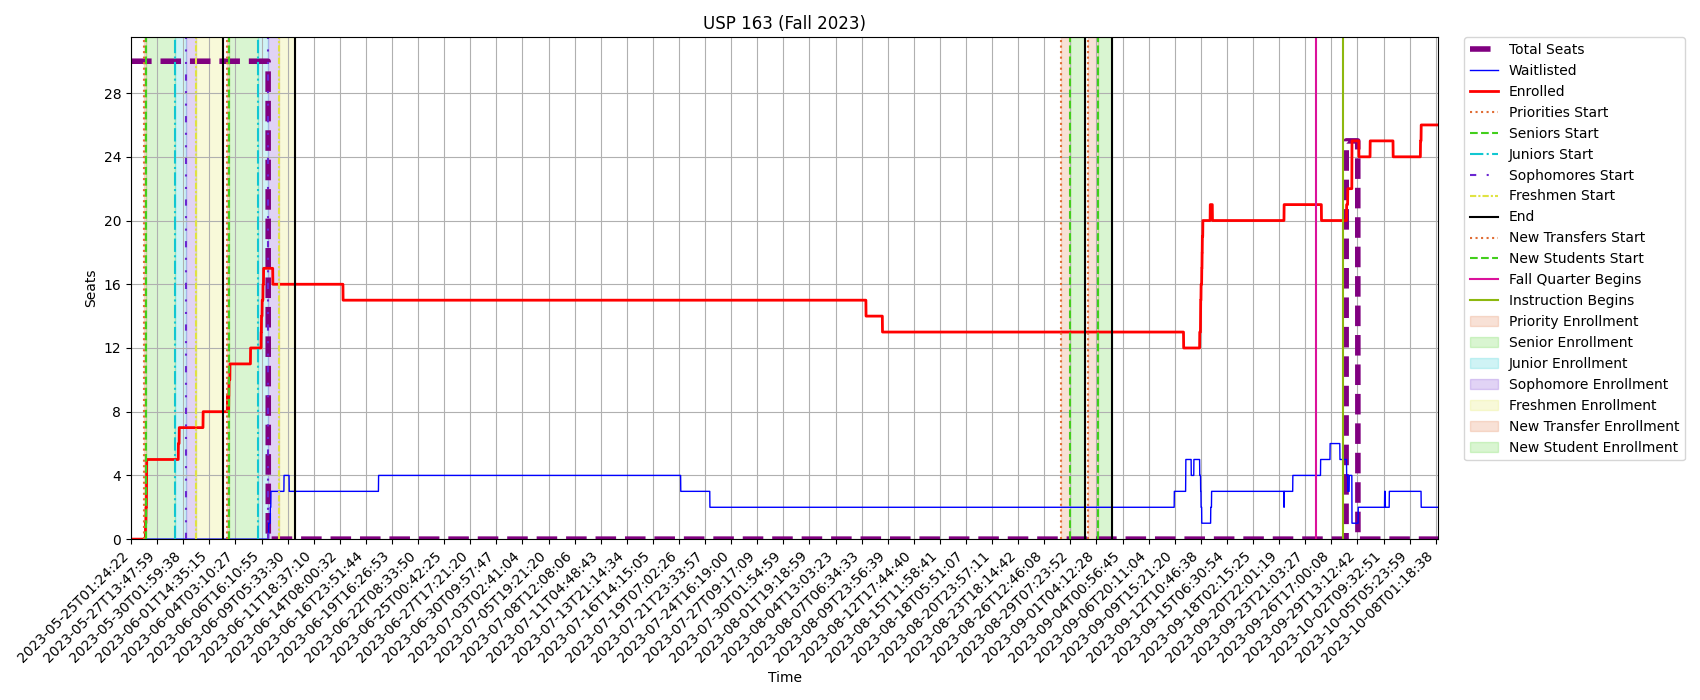 USP 163 (Fall 2023)
Seats
28
24
20
16
12
8
4
0
2023-05-25T01:24:22
2023-05-27T13:47:59
2023-05-30T01:59:38
2023-06-01T14:35:15
2023-06-04T03:10:27
2023-06-06T16:10:55
2023-06-09T05:33:30
2023-06-11T18:37:10
2023-06-14T08:00:32
2023-06-16T23:51:44
2023-06-19T16:26:53
2023-06-22T08:33:50
2023-06-25T00:42:25
2023-06-27T17:21:20
2023-06-30T09:57:47
2023-07-03T02:41:04
2023-07-05T19:21:20
2023-07-08T12:08:06
2023-07-11T04:48:43
2023-07-13T21:14:34
2023-07-16T14:15:05
2023-07-19T07:02:26
2023-07-21T23:33:57
2023-07-24T16:19:00
2023-07-27T09:17:09
2023-07-30T01:54:59
2023-08-01T19:18:59
2023-08-04T13:03:23
2023-08-07T06:34:33
2023-08-09T23:56:39
2023-08-12T17:44:40
2023-08-15T11:58:41
2023-08-18T05:51:07
2023-08-20T23:57:11
2023-08-23T18:14:42
2023-08-26T12:46:08
2023-08-29T07:23:52
2023-09-01T04:12:28
2023-09-04T00:56:45
2023-09-06T20:11:04
2023-09-09T15:21:20
2023-09-12T10:46:38
2023-09-15T06:30:54
2023-09-18T02:15:25
2023-09-20T22:01:19
2023-09-23T21:03:27
2023-09-26T17:00:08
2023-09-29T13:12:42
2023-10-02T09:32:51
2023-10-05T05:23:59
2023-10-08T01:18:38
Time
Total Seats
Waitlisted
Enrolled
Priorities Start
Seniors Start
Juniors Start
Sophomores Start
Freshmen Start
End
New Transfers Start
New Students Start
Fall Quarter Begins
Instruction Begins
Priority Enrollment
Senior Enrollment
Junior Enrollment
Sophomore Enrollment
Freshmen Enrollment
New Transfer Enrollment
New Student Enrollment